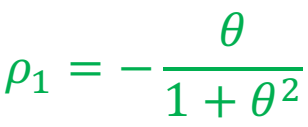 ρ₁ = − θ / (1 + θ²)